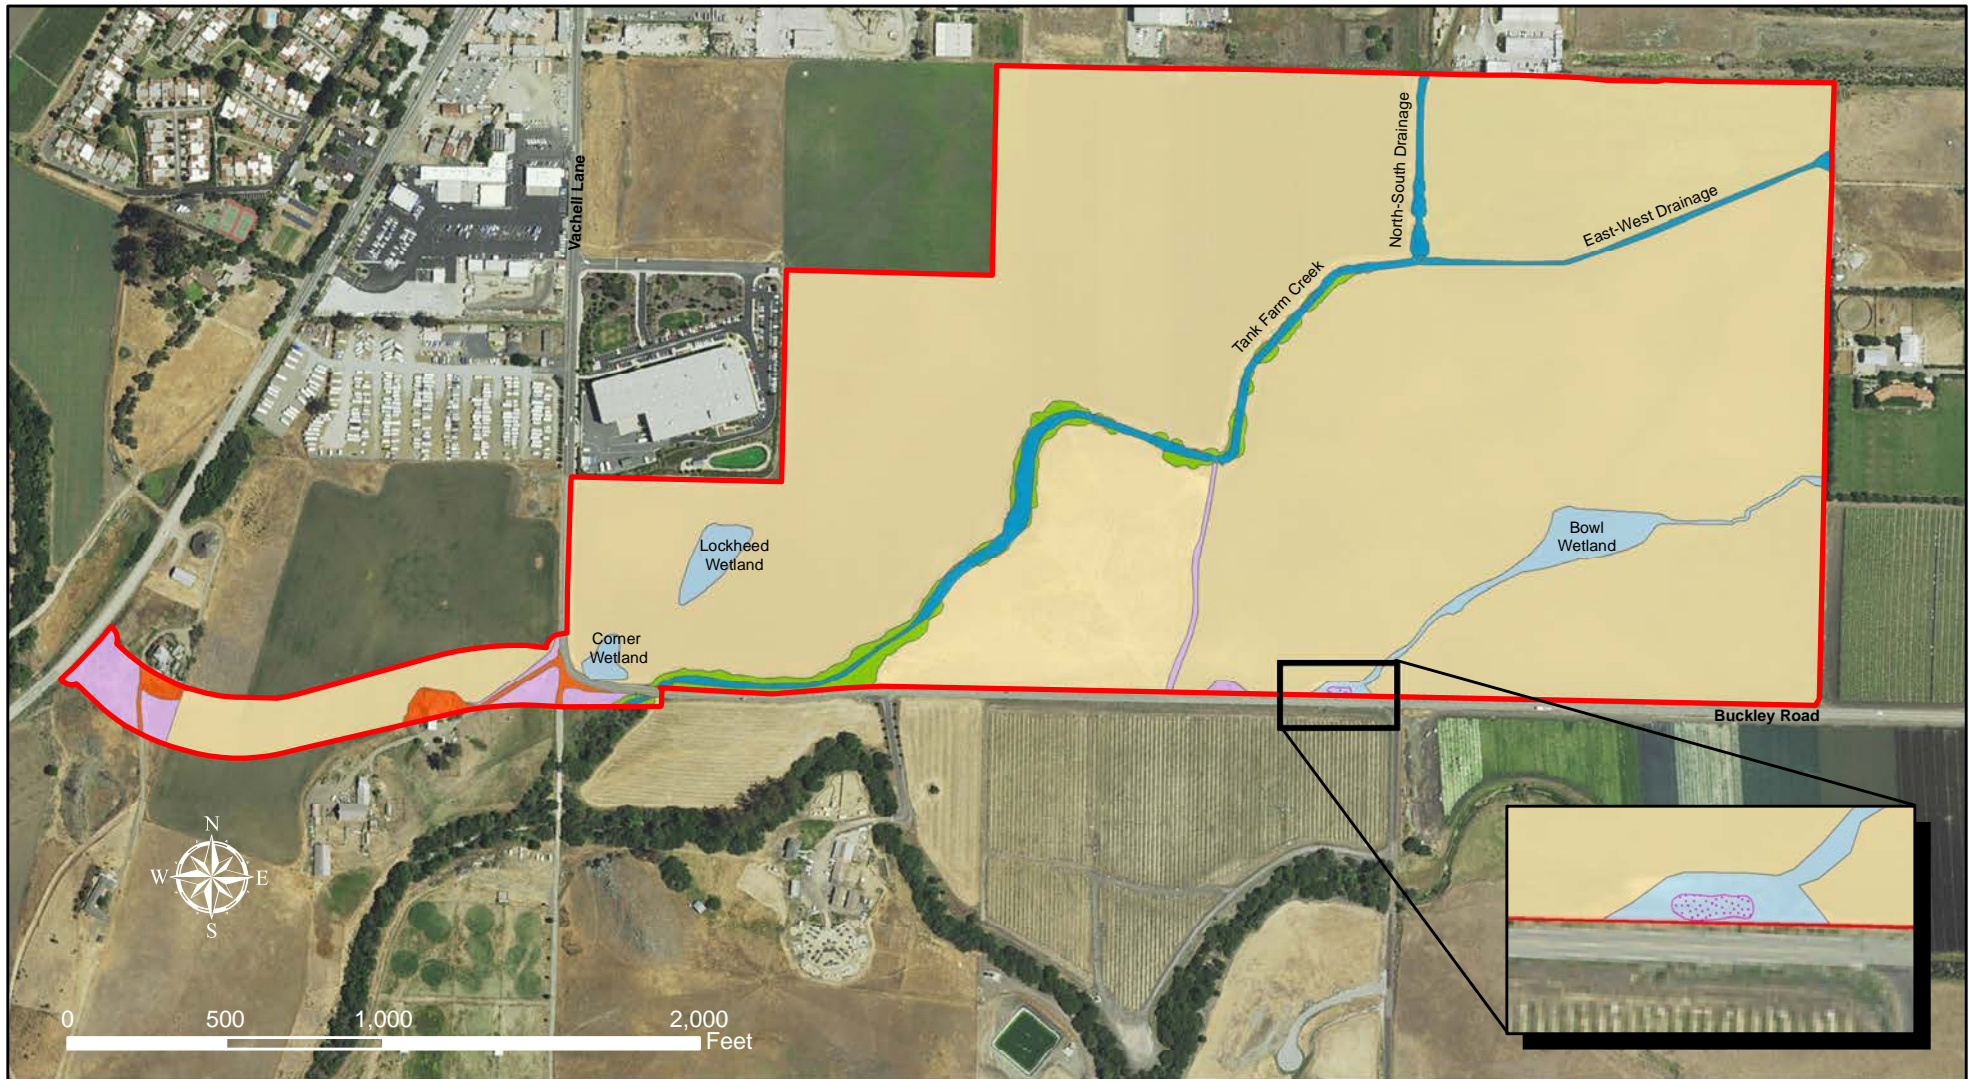 Vachell Lane
North-South Drainage
East-West Drainage
Tank Farm Creek
Lockheed
Wetland
Bowl
Wetland
Corner
Wetland
Buckley Road
N
W E
S
0 500 1,000 2,000
Feet